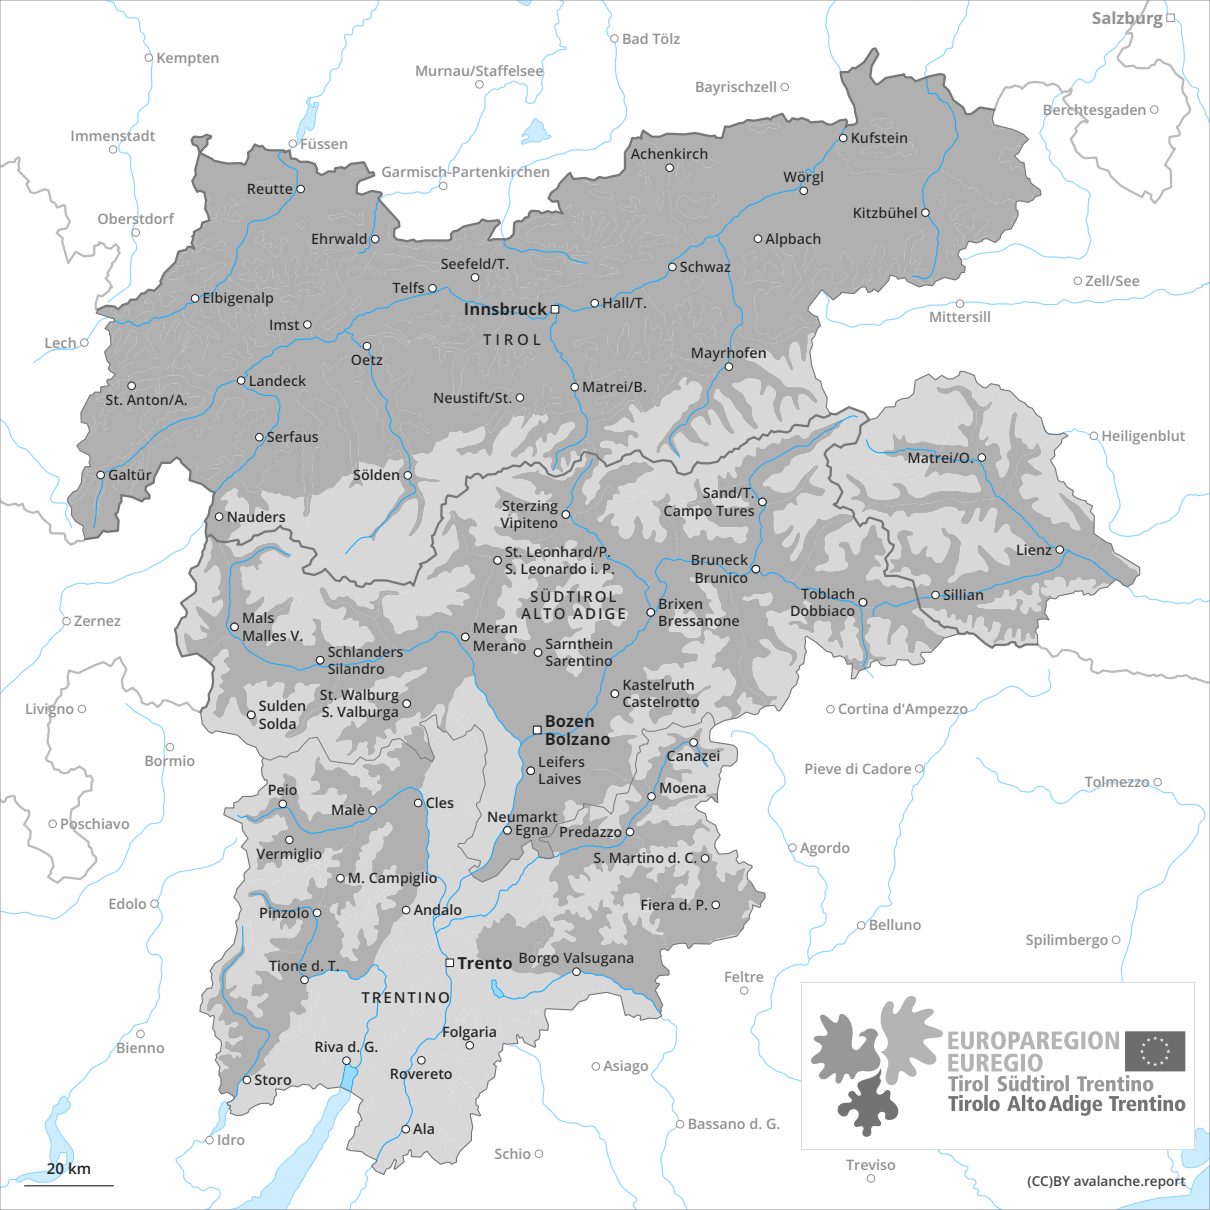 Salzburg
Bad Tölz
Kempten
Murnau/Staffelsee
Bayrischzell
Berchtesgaden
Immenstadt
Füssen
Kufstein
Achenkirch
Garmisch-Partenkirchen
Wörgl
Reutte
Oberstdorf
Kitzbühel
Ehrwald
Alpbach
Seefeld/T.
Schwaz
Zell/See
Telfs
Elbigenalp
Hall/T.
Innsbruck
Mittersill
Imst
TIROL
Lech
Oetz
Mayrhofen
Landeck
Matrei/B.
St. Anton/A.
Neustift/St.
Serfaus
Heiligenblut
Matrei/O.
Galtür
Sölden
Sand/T.
Campo Tures
Sterzing
Vipiteno
Nauders
St. Leonhard/P.
S. Leonardo i. P.
Lienz
Bruneck
Brunico
SÜDTIROL
ALTO ADIGE
Toblach
Dobbiaco
Sillian
Brixen
Bressanone
Zernez
Mals
Malles V.
Meran
Merano
Sarnthein
Sarentino
Schlanders
Silandro
Kastelruth
Castelrotto
St. Walburg
S. Valburga
Sulden
Solda
Livigno
Cortina d'Ampezzo
Bozen
Bolzano
Canazei
Bormio
Leifers
Laives
Pieve di Cadore
Tolmezzo
Peio
Moena
Malè
Cles
Neumarkt
Egna
Predazzo
Poschiavo
Vermiglio
S. Martino d. C.
Agordo
M. Campiglio
Edolo
Pinzolo
Andalo
Fiera d. P.
Belluno
Spilimbergo
Borgo Valsugana
Trento
Tione d. T.
Feltre
TRENTINO
Folgaria
Bienno
Riva d. G.
Rovereto
Asiago
Storo
EUROPAREGION
EUREGIO
Tirol Südtirol Trentino
Tirolo Alto Adige Trentino
Ala
Bassano d. G.
Idro
Schio
Treviso
20 km
(CC)BY avalanche.report